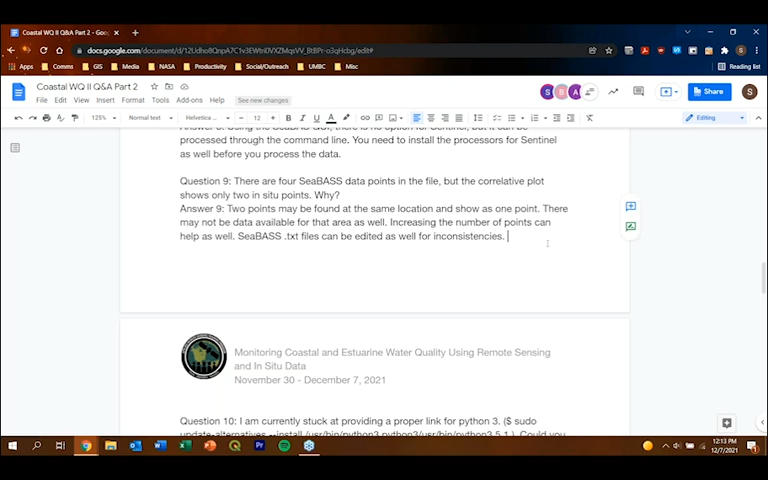 Coastal WQ II Q&A Part 2 - Goo
docs.google.com
Apps Comms GIS Media NASA Productivity Social/Outreach UMBC Misc Reading list
Coastal WQ II Q&A Part 2
File Edit View Insert Format Tools Add-ons Help See new changes
Share
S
125% Normal text Helvetica 12 Editing
processed through the command line. You need to install the processors for Sentinel
as well before you process the data.
Question 9: There are four SeaBASS data points in the file, but the correlative plot
shows only two in situ points. Why?
Answer 9: Two points may be found at the same location and show as one point. There
may not be data available for that area as well. Increasing the number of points can
help as well. SeaBASS .txt files can be edited as well for inconsistencies.
Monitoring Coastal and Estuarine Water Quality Using Remote Sensing
and In Situ Data
November 30 - December 7, 2021
Question 10: I am currently stuck at providing a proper link for python 3. ($ sudo
12:13 PM
12/7/2021